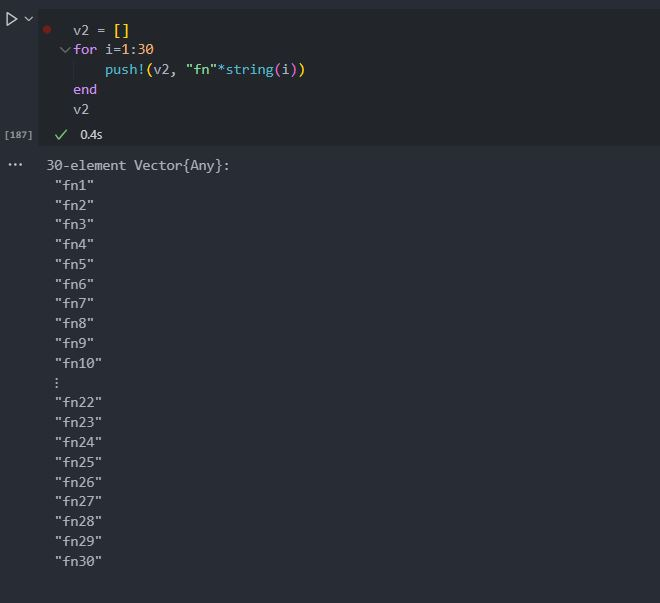 v2 = []
for i=1:30
    push!(v2, "fn"*string(i))
end
v2
[187] 0.4s
30-element Vector{Any}:
 "fn1"
 "fn2"
 "fn3"
 "fn4"
 "fn5"
 "fn6"
 "fn7"
 "fn8"
 "fn9"
 "fn10"
 ⋮
 "fn22"
 "fn23"
 "fn24"
 "fn25"
 "fn26"
 "fn27"
 "fn28"
 "fn29"
 "fn30"